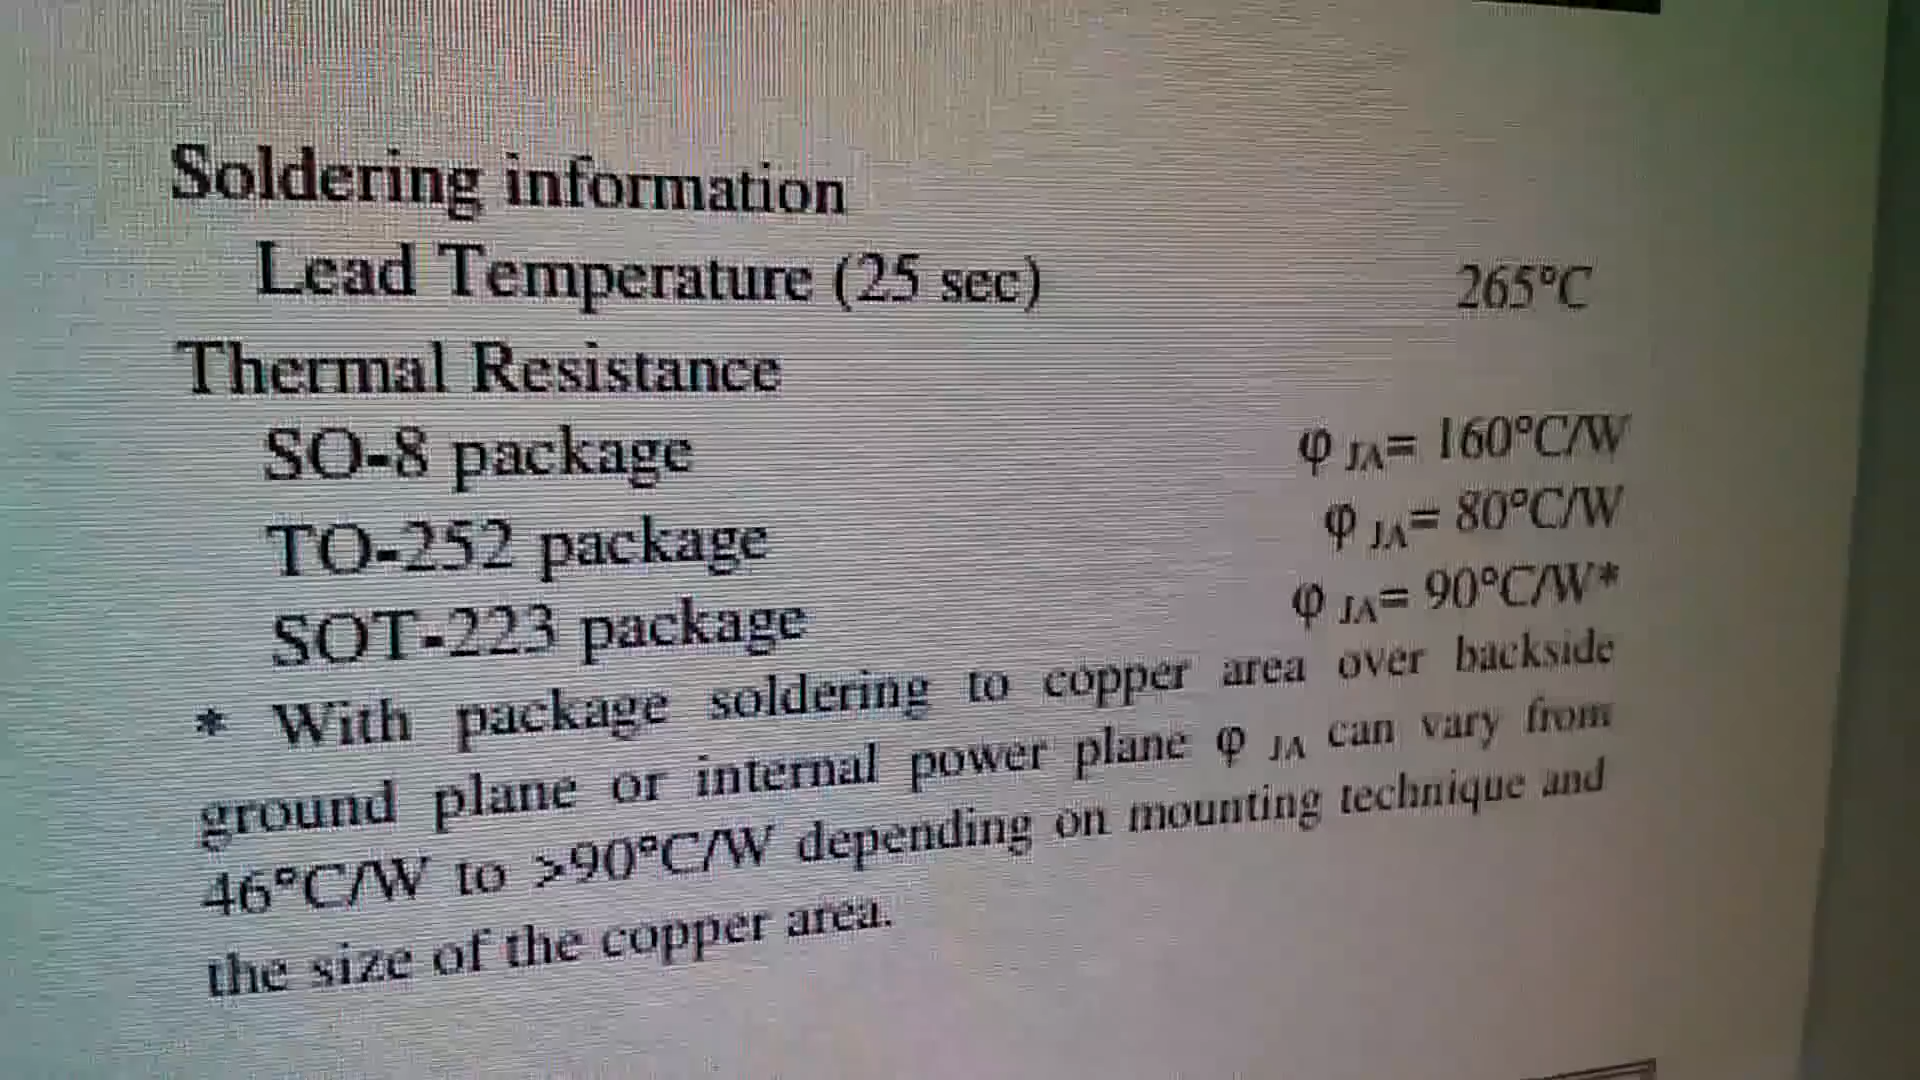 Soldering information
Lead Temperature (25 sec) 265°C
Thermal Resistance
SO-8 package φ JA= 160°C/W
TO-252 package φ JA= 80°C/W
SOT-223 package φ JA= 90°C/W*
* With package soldering to copper area over backside
ground plane or internal power plane φ JA can vary from
46°C/W to >90°C/W depending on mounting technique and
the size of the copper area.